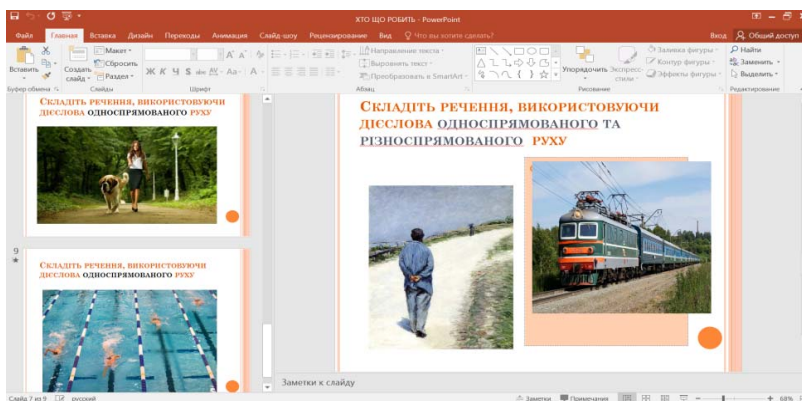 ХТО ЩО РОБИТЬ - PowerPoint
Файл Главная Вставка Дизайн Переходы Анимация Слайд-шоу Рецензирование Вид Что вы хотите сделать? Вход Общий доступ
Вставить
Создать слайд
Макет
Сбросить
Раздел
Ж К Ч S abc AV Aa А
Направление текста
Выровнять текст
Преобразовать в SmartArt
Упорядочить
Экспресс-стили
Заливка фигуры
Контур фигуры
Эффекты фигуры
Найти
Заменить
Выделить
Буфер обмена Слайды Шрифт Абзац Рисование Редактирование
СКЛАДІТЬ РЕЧЕННЯ, ВИКОРИСТОВУЮЧИ
ДІЄСЛОВА ОДНОСПРЯМОВАНОГО РУХУ
9
СКЛАДІТЬ РЕЧЕННЯ, ВИКОРИСТОВУЮЧИ
ДІЄСЛОВА ОДНОСПРЯМОВАНОГО РУХУ
СКЛАДІТЬ РЕЧЕННЯ, ВИКОРИСТОВУЮЧИ
ДІЄСЛОВА ОДНОСПРЯМОВАНОГО ТА
РІЗНОСПРЯМОВАНОГО РУХУ
Заметки к слайду
Слайд 7 из 9 русский Заметки Примечания 68%